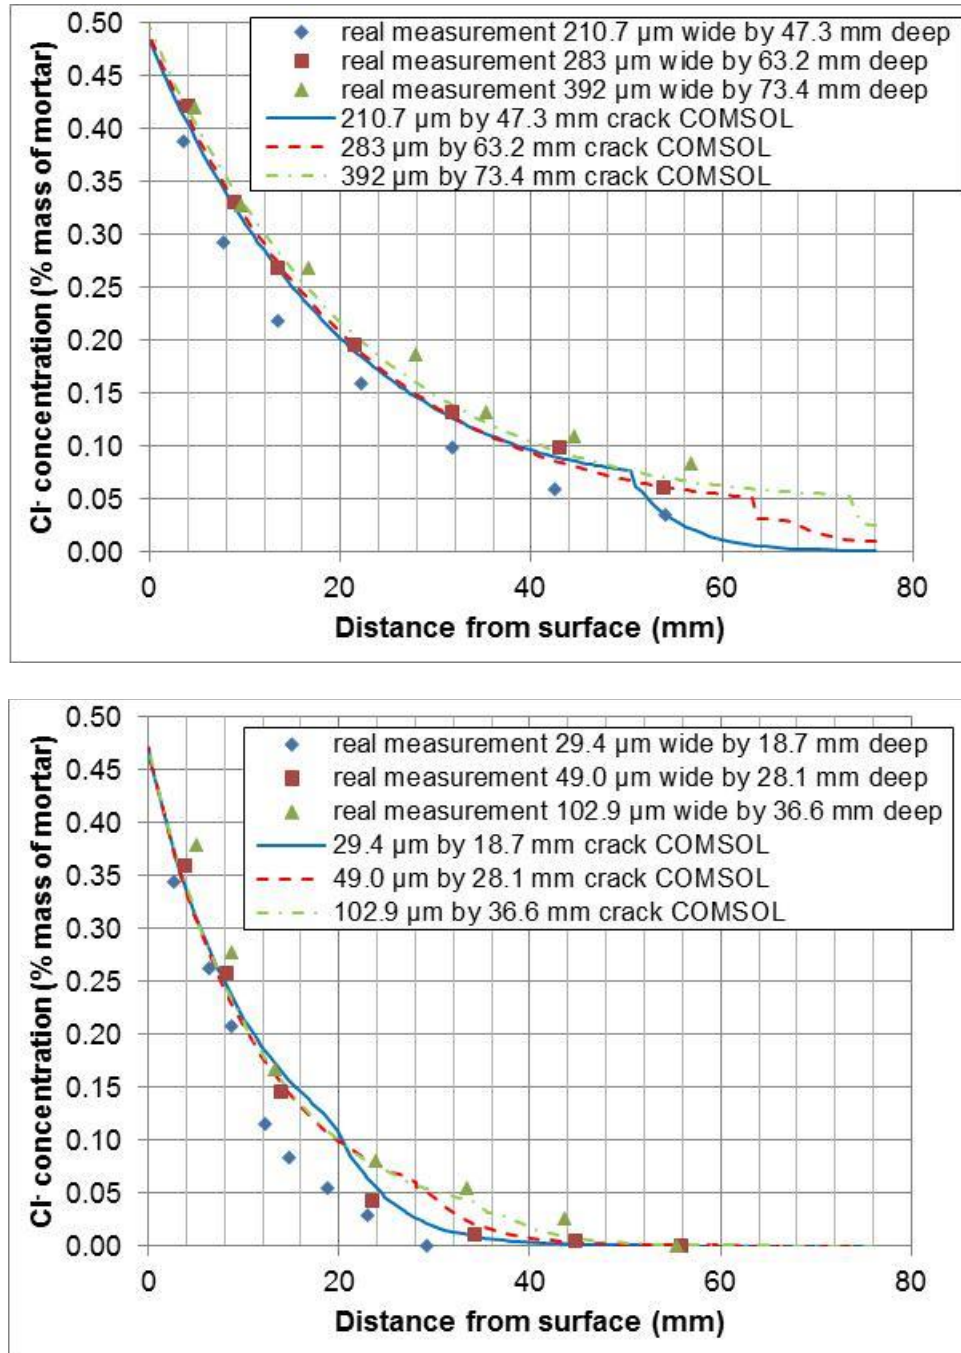 0.50
0.45
0.40
0.35
0.30
0.25
0.20
0.15
0.10
0.05
0.00
Cl- concentration (% mass of mortar)
real measurement 210.7 µm wide by 47.3 mm deep
real measurement 283 µm wide by 63.2 mm deep
real measurement 392 µm wide by 73.4 mm deep
210.7 µm by 47.3 mm crack COMSOL
283 µm by 63.2 mm crack COMSOL
392 µm by 73.4 mm crack COMSOL
0 20 40 60 80
Distance from surface (mm)
0.50
0.45
0.40
0.35
0.30
0.25
0.20
0.15
0.10
0.05
0.00
Cl- concentration (% mass of mortar)
real measurement 29.4 µm wide by 18.7 mm deep
real measurement 49.0 µm wide by 28.1 mm deep
real measurement 102.9 µm wide by 36.6 mm deep
29.4 µm by 18.7 mm crack COMSOL
49.0 µm by 28.1 mm crack COMSOL
102.9 µm by 36.6 mm crack COMSOL
0 20 40 60 80
Distance from surface (mm)